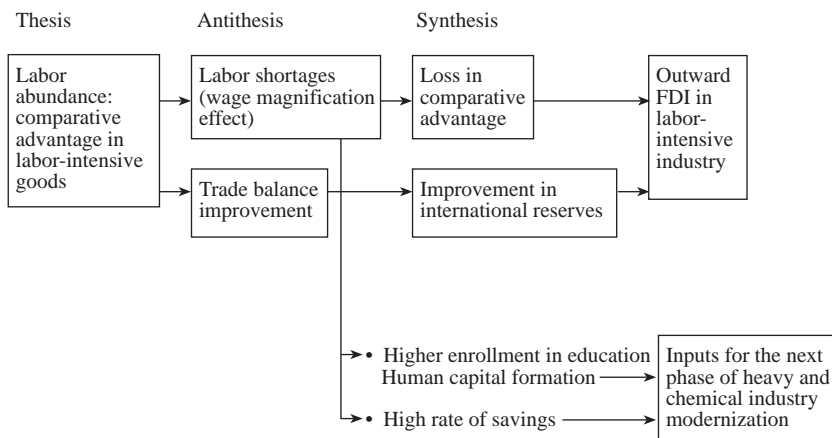 Thesis
Antithesis
Synthesis
Labor
abundance:
comparative
advantage in
labor-intensive
goods
Labor shortages
(wage magnification
effect)
Loss in
comparative
advantage
Outward
FDI in
labor-
intensive
industry
Trade balance
improvement
Improvement in
international reserves
• Higher enrollment in education
Human capital formation
• High rate of savings
Inputs for the next
phase of heavy and
chemical industry
modernization